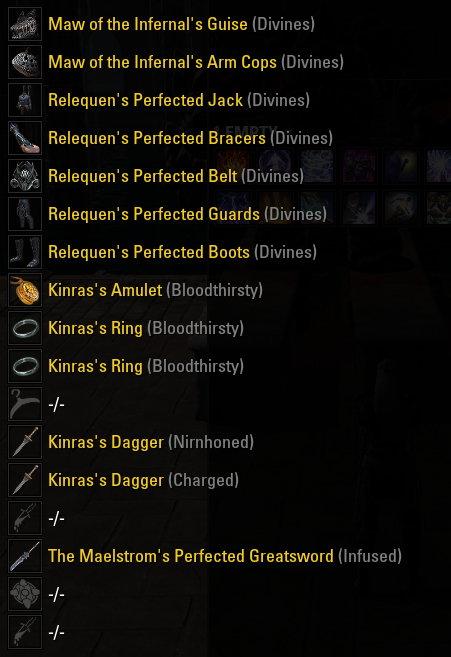 Maw of the Infernal's Guise (Divines)
Maw of the Infernal's Arm Cops (Divines)
Relequen's Perfected Jack (Divines)
Relequen's Perfected Bracers (Divines)
Relequen's Perfected Belt (Divines)
Relequen's Perfected Guards (Divines)
Relequen's Perfected Boots (Divines)
Kinras's Amulet (Bloodthirsty)
Kinras's Ring (Bloodthirsty)
Kinras's Ring (Bloodthirsty)
-/-
Kinras's Dagger (Nirnhoned)
Kinras's Dagger (Charged)
-/-
The Maelstrom's Perfected Greatsword (Infused)
-/-
-/-